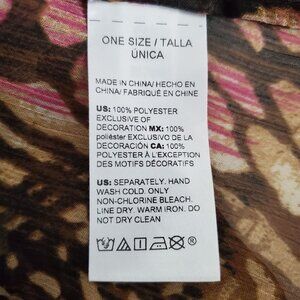 ONE SIZE / TALLA
ÚNICA
MADE IN CHINA/ HECHO EN
CHINA/ FABRIQUÉ EN CHINE
US: 100% POLYESTER
EXCLUSIVE OF
DECORATION MX: 100%
poliéster EXCLUSIVO DE LA
DECORACIÓN CA: 100%
POLYESTER À L'EXCEPTION
DES MOTIFS DÉCORATIFS
US: SEPARATELY. HAND
WASH COLD. ONLY
NON-CHLORINE BLEACH.
LINE DRY. WARM IRON. DO
NOT DRY CLEAN
®